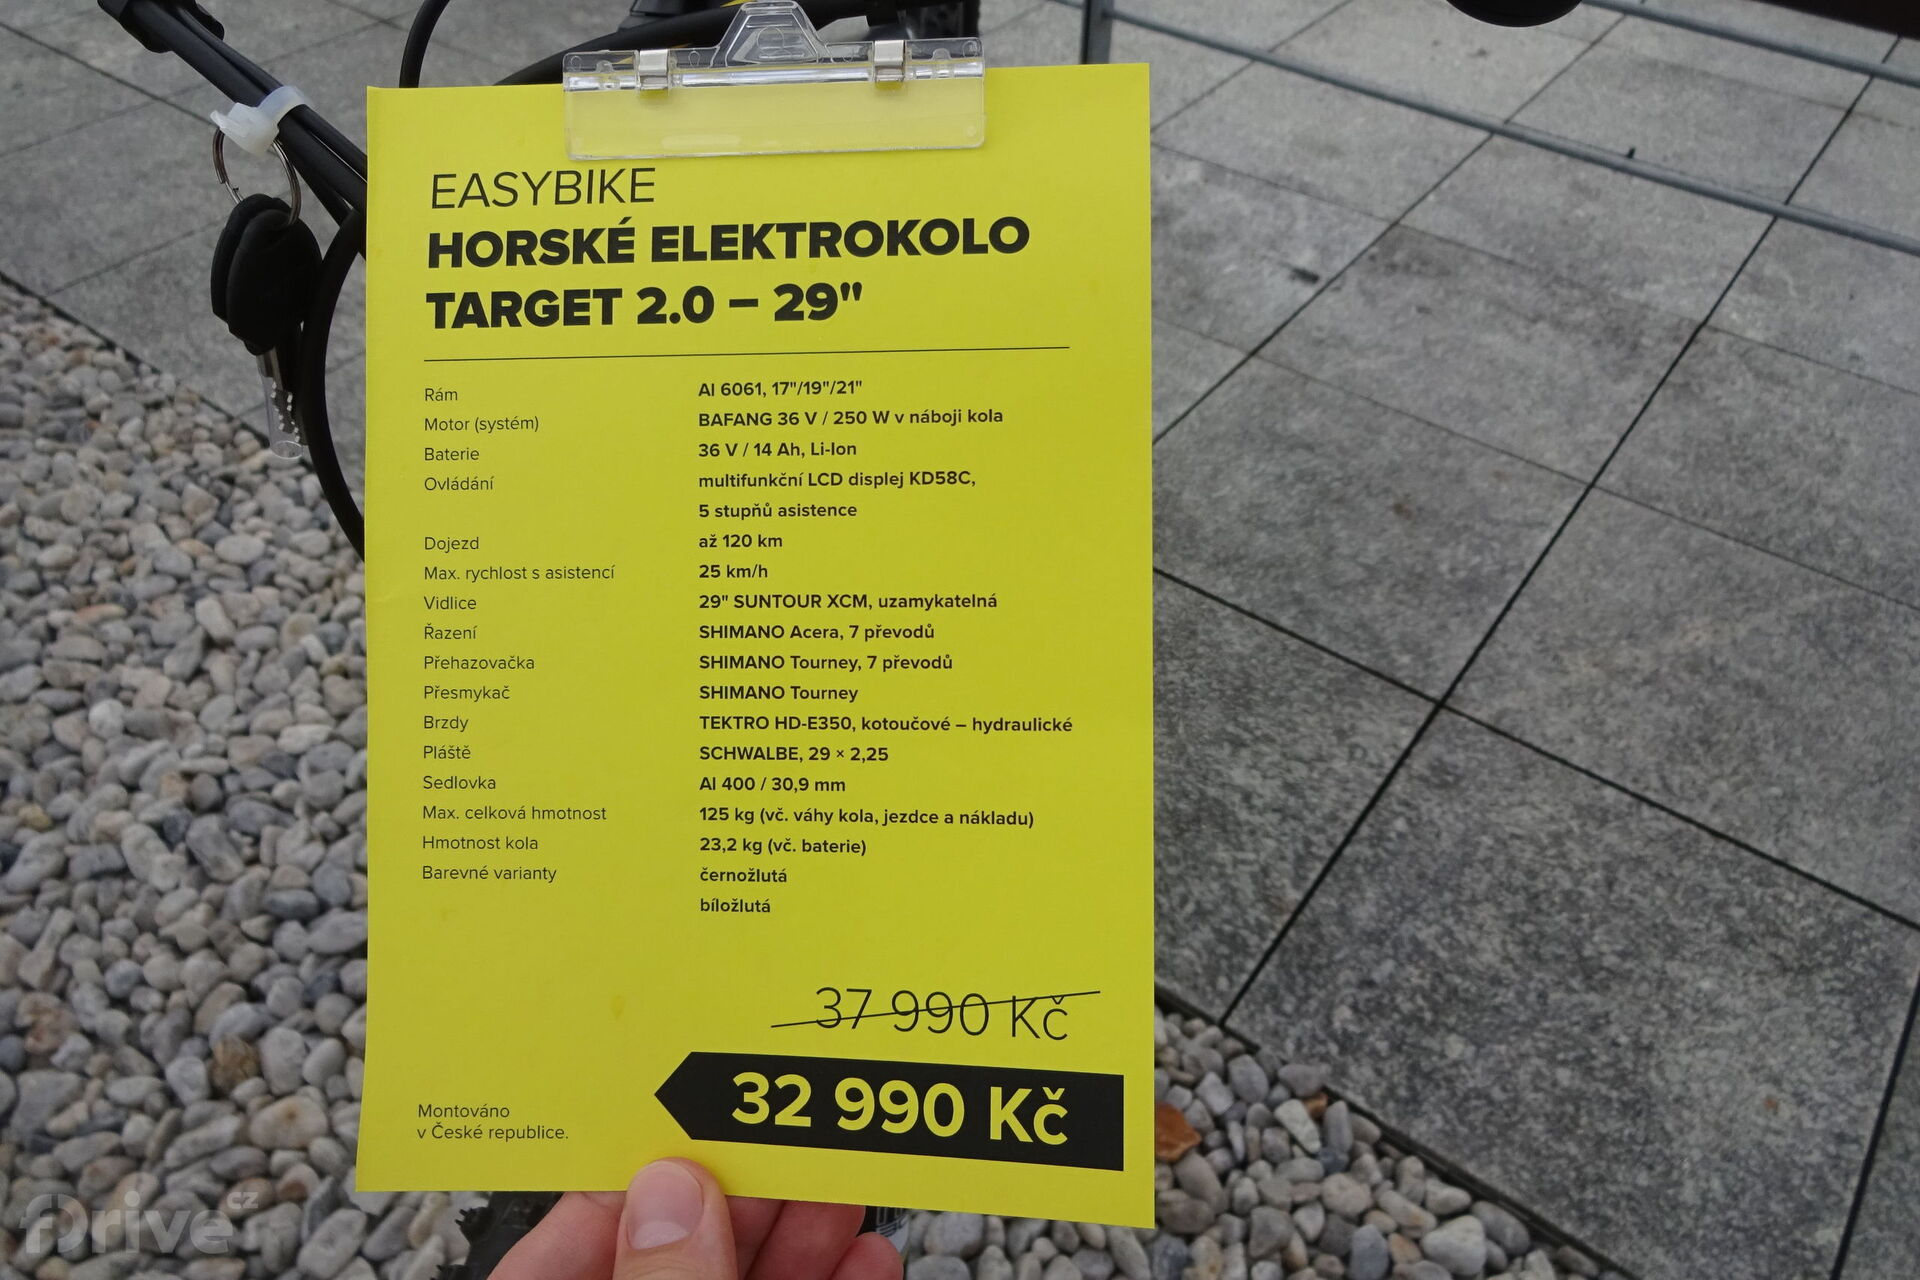 EASYBIKE
HORSKÉ ELEKTROKOLO
TARGET 2.0 – 29"
Rám Al 6061, 17"/19"/21"
Motor (systém) BAFANG 36 V / 250 W v náboji kola
Baterie 36 V / 14 Ah, Li-Ion
Ovládání multifunkční LCD displej KD58C,
5 stupňů asistence
Dojezd až 120 km
Max. rychlost s asistencí 25 km/h
Vidlice 29" SUNTOUR XCM, uzamykatelná
Řazení SHIMANO Acera, 7 převodů
Přehazovačka SHIMANO Tourney, 7 převodů
Přesmykač SHIMANO Tourney
Brzdy TEKTRO HD-E350, kotoučové – hydraulické
Pláště SCHWALBE, 29 × 2,25
Sedlovka Al 400 / 30,9 mm
Max. celková hmotnost 125 kg (vč. váhy kola, jezdce a nákladu)
Hmotnost kola 23,2 kg (vč. baterie)
Barevné varianty černožlutá
bíložlutá
37 990 Kč
32 990 Kč
Montováno
v České republice.
fDrive.cz